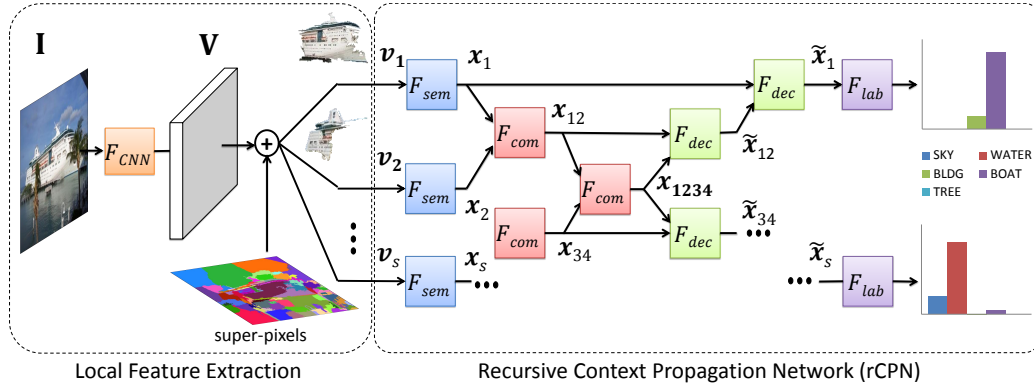 I
V
F_CNN
+
super-pixels
v_1
v_2
v_s
F_sem
F_sem
F_sem
x_1
x_2
x_s
F_com
F_com
F_com
x_12
x_34
x_1234
F_dec
F_dec
F_dec
x̃_1
x̃_12
x̃_34
x̃_s
F_lab
F_lab
SKY WATER
BLDG BOAT
TREE
Local Feature Extraction
Recursive Context Propagation Network (rCPN)